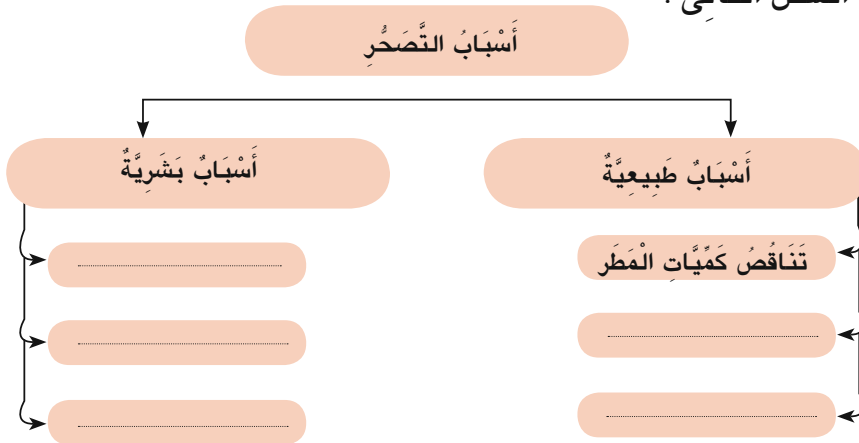 أَسْبَابُ التَّصَحُّرِ
أَسْبَابٌ طَبِيعِيَّةٌ
أَسْبَابٌ بَشَرِيَّةٌ
تَنَاقُصُ كَمِّيَّاتِ الْمَطَر